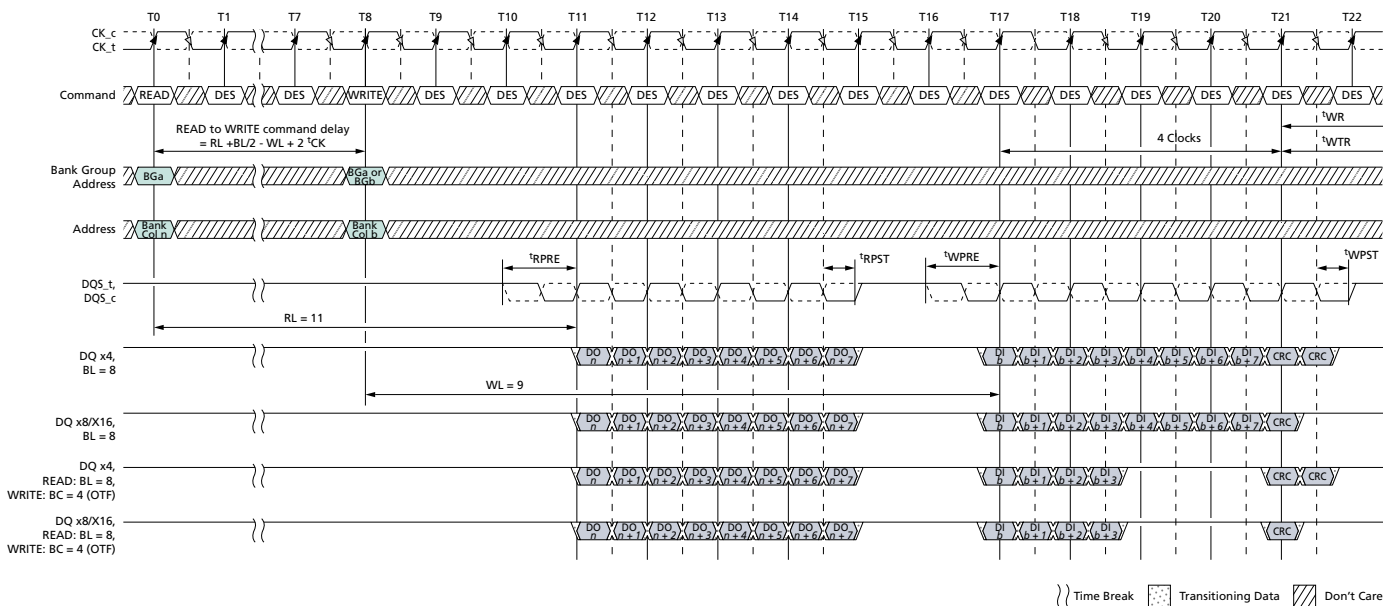 T0 T1 T7 T8 T9 T10 T11 T12 T13 T14 T15 T16 T17 T18 T19 T20 T21 T22
CK_c
CK_t
Command READ DES DES WRITE DES DES DES DES DES DES DES DES DES DES DES DES DES DES
READ to WRITE command delay
= RL +BL/2 - WL + 2 tCK
4 Clocks
tWR
tWTR
Bank Group
Address
BGa
BGa or
BGb
Address
Bank
Col n
Bank
Col b
tRPRE tRPST tWPRE tWPST
DQS_t,
DQS_c
RL = 11
DQ x4,
BL = 8
DO n DO n + 1 DO n + 2 DO n + 3 DO n + 4 DO n + 5 DO n + 6 DO n + 7 DI b DI b + 1 DI b + 2 DI b + 3 DI b + 4 DI b + 5 DI b + 6 DI b + 7 CRC CRC
WL = 9
DQ x8/X16,
BL = 8
DO n DO n + 1 DO n + 2 DO n + 3 DO n + 4 DO n + 5 DO n + 6 DO n + 7 DI b DI b + 1 DI b + 2 DI b + 3 DI b + 4 DI b + 5 DI b + 6 DI b + 7 CRC
DQ x4,
READ: BL = 8,
WRITE: BC = 4 (OTF)
DO n DO n + 1 DO n + 2 DO n + 3 DO n + 4 DO n + 5 DO n + 6 DO n + 7 DI b DI b + 1 DI b + 2 DI b + 3 CRC CRC
DQ x8/X16,
READ: BL = 8,
WRITE: BC = 4 (OTF)
DO n DO n + 1 DO n + 2 DO n + 3 DO n + 4 DO n + 5 DO n + 6 DO n + 7 DI b DI b + 1 DI b + 2 DI b + 3 CRC
Time Break Transitioning Data Don't Care